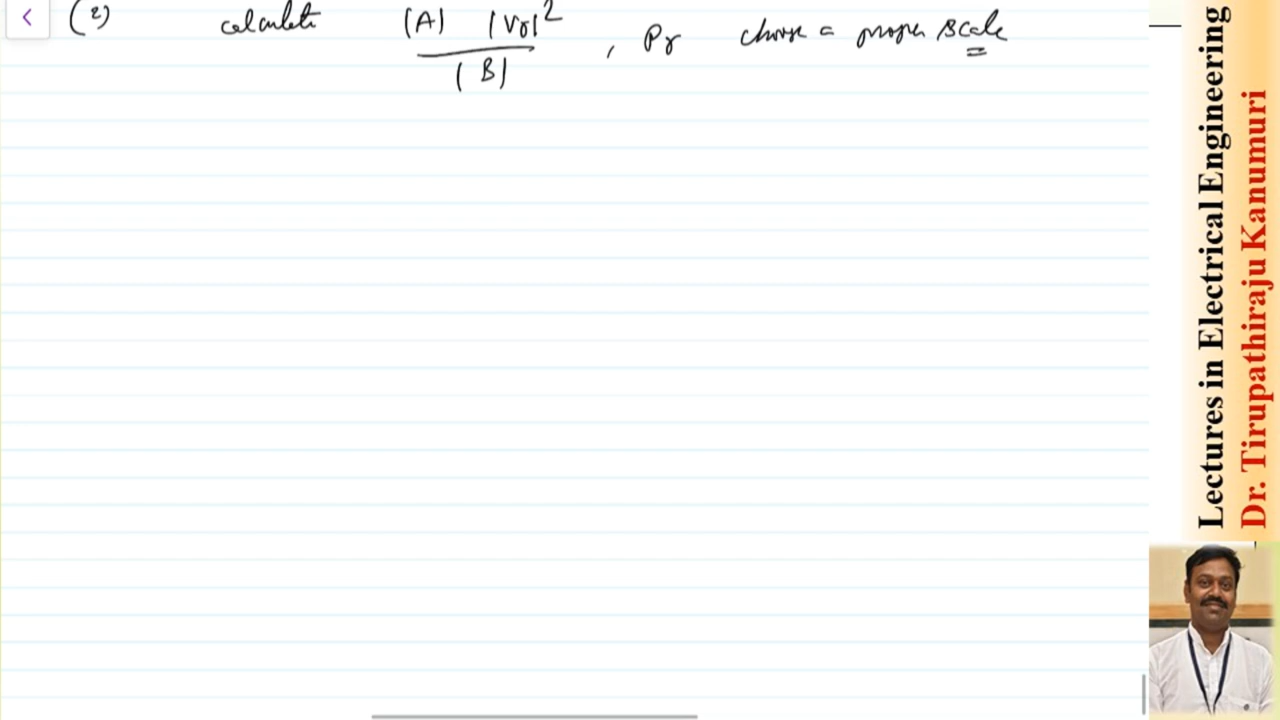 (2) calculate |A| |Vr|² / |B| , Pr choose a proper scale
Lectures in Electrical Engineering
Dr. Tirupathiraju Kanumuri